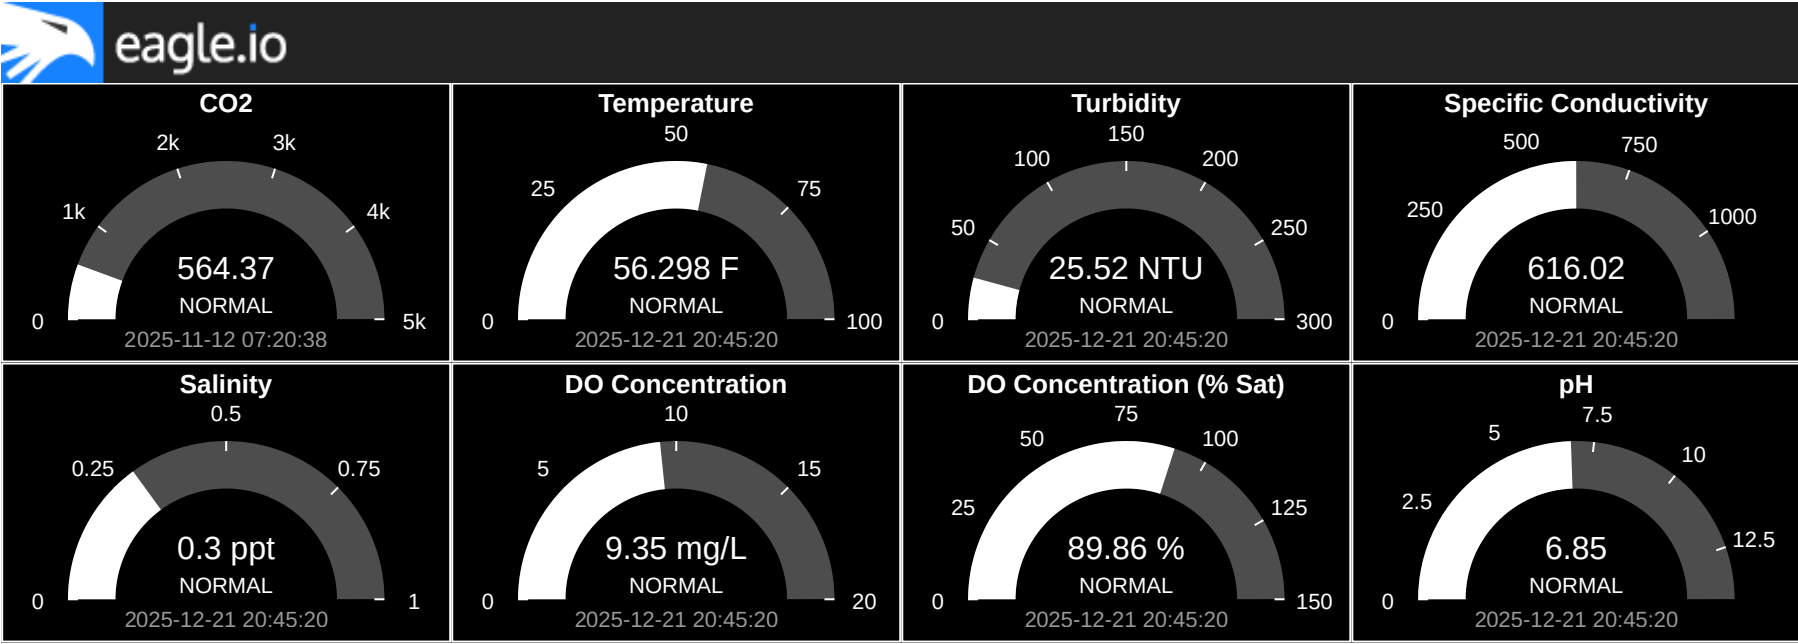 eagle.io
CO2
0
1k
2k
3k
4k
5k
564.37
NORMAL
2025-11-12 07:20:38
Temperature
0
25
50
75
100
56.298 F
NORMAL
2025-12-21 20:45:20
Turbidity
0
50
100
150
200
250
300
25.52 NTU
NORMAL
2025-12-21 20:45:20
Specific Conductivity
0
250
500
750
1000
616.02
NORMAL
2025-12-21 20:45:20
Salinity
0
0.25
0.5
0.75
1
0.3 ppt
NORMAL
2025-12-21 20:45:20
DO Concentration
0
5
10
15
20
9.35 mg/L
NORMAL
2025-12-21 20:45:20
DO Concentration (% Sat)
0
25
50
75
100
125
150
89.86 %
NORMAL
2025-12-21 20:45:20
pH
0
2.5
5
7.5
10
12.5
6.85
NORMAL
2025-12-21 20:45:20